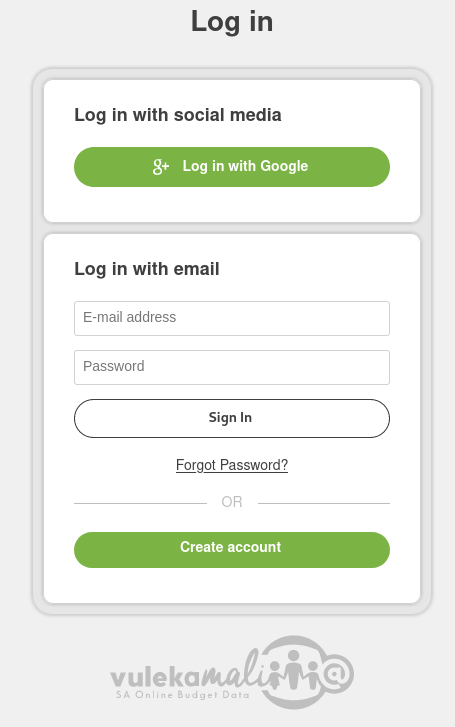 Log in
Log in with social media
g+ Log in with Google
Log in with email
E-mail address
Password
Sign In
Forgot Password?
OR
Create account
vulekamali
SA Online Budget Data